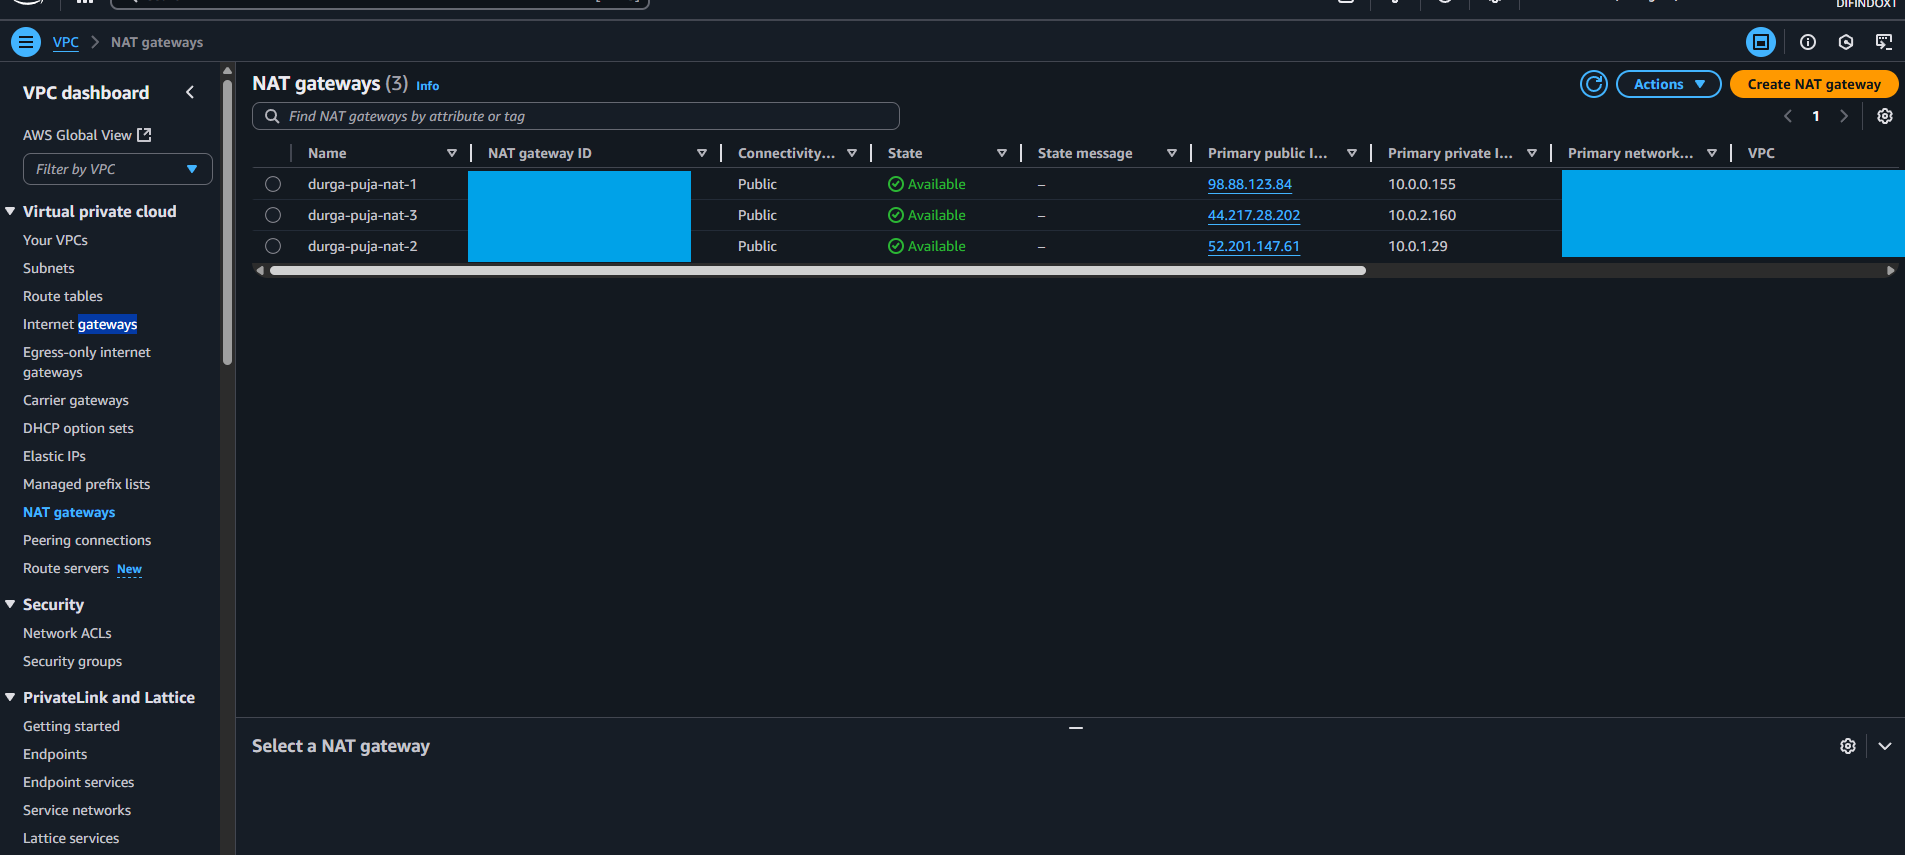 DIFINDOXT
VPC > NAT gateways
VPC dashboard
AWS Global View
Filter by VPC
Virtual private cloud
Your VPCs
Subnets
Route tables
Internet gateways
Egress-only internet
gateways
Carrier gateways
DHCP option sets
Elastic IPs
Managed prefix lists
NAT gateways
Peering connections
Route servers New
Security
Network ACLs
Security groups
PrivateLink and Lattice
Getting started
Endpoints
Endpoint services
Service networks
Lattice services
NAT gateways (3) Info
Actions
Create NAT gateway
Find NAT gateways by attribute or tag
1
Name NAT gateway ID Connectivity... State State message Primary public I... Primary private I... Primary network... VPC
durga-puja-nat-1 Public Available – 98.88.123.84 10.0.0.155
durga-puja-nat-3 Public Available – 44.217.28.202 10.0.2.160
durga-puja-nat-2 Public Available – 52.201.147.61 10.0.1.29
Select a NAT gateway